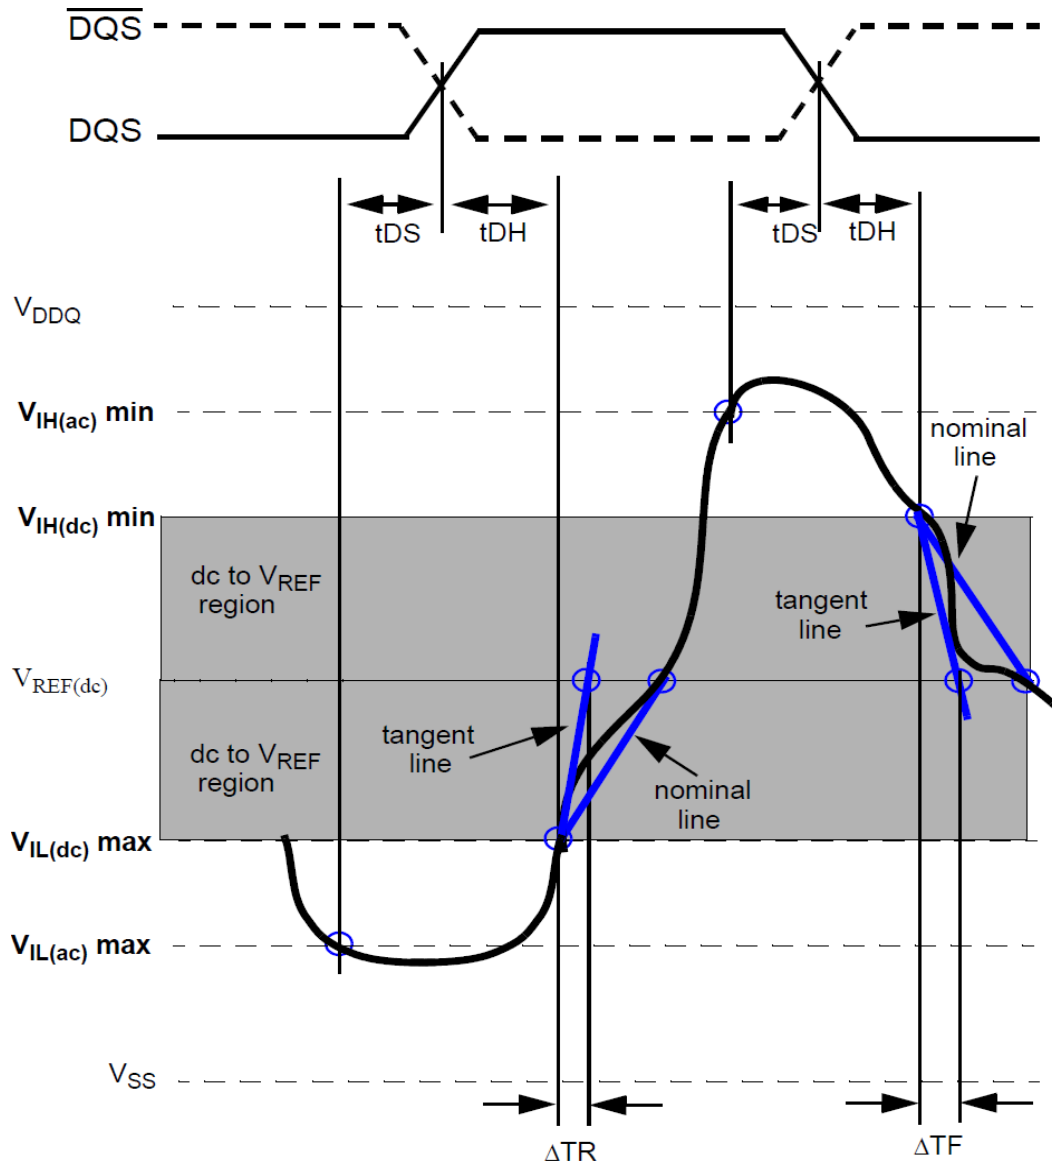 DQS
DQS
tDS
tDH
tDS
tDH
VDDQ
VIH(ac) min
nominal
line
VIH(dc) min
dc to VREF
region
tangent
line
VREF(dc)
tangent
line
dc to VREF
region
nominal
line
VIL(dc) max
VIL(ac) max
VSS
ΔTR
ΔTF